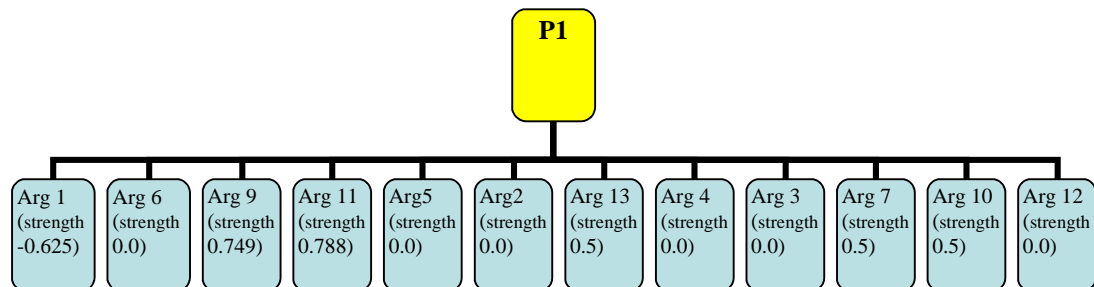 P1
Arg 1
(strength
-0.625)
Arg 6
(strength
0.0)
Arg 9
(strength
0.749)
Arg 11
(strength
0.788)
Arg5
(strength
0.0)
Arg2
(strength
0.0)
Arg 13
(strength
0.5)
Arg 4
(strength
0.0)
Arg 3
(strength
0.0)
Arg 7
(strength
0.5)
Arg 10
(strength
0.5)
Arg 12
(strength
0.0)